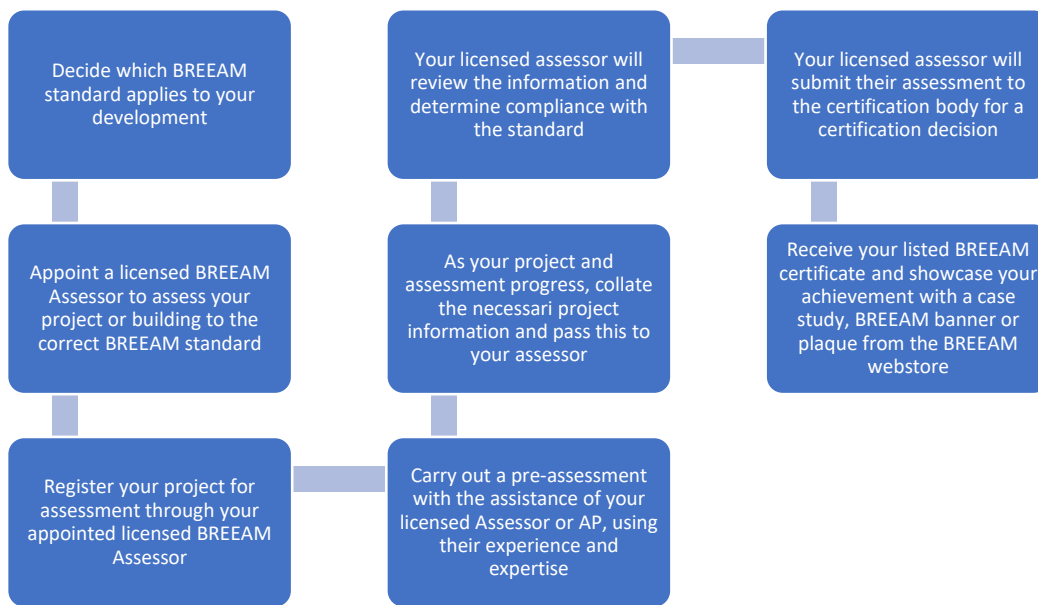 Decide which BREEAM
standard applies to your
development
Appoint a licensed BREEAM
Assessor to assess your
project or building to the
correct BREEAM standard
Register your project for
assessment through your
appointed licensed BREEAM
Assessor
Carry out a pre-assessment
with the assistance of your
licensed Assessor or AP, using
their experience and
expertise
As your project and
assessment progress, collate
the necessari project
information and pass this to
your assessor
Your licensed assessor will
review the information and
determine compliance with
the standard
Your licensed assessor will
submit their assessment to
the certification body for a
certification decision
Receive your listed BREEAM
certificate and showcase your
achievement with a case
study, BREEAM banner or
plaque from the BREEAM
webstore